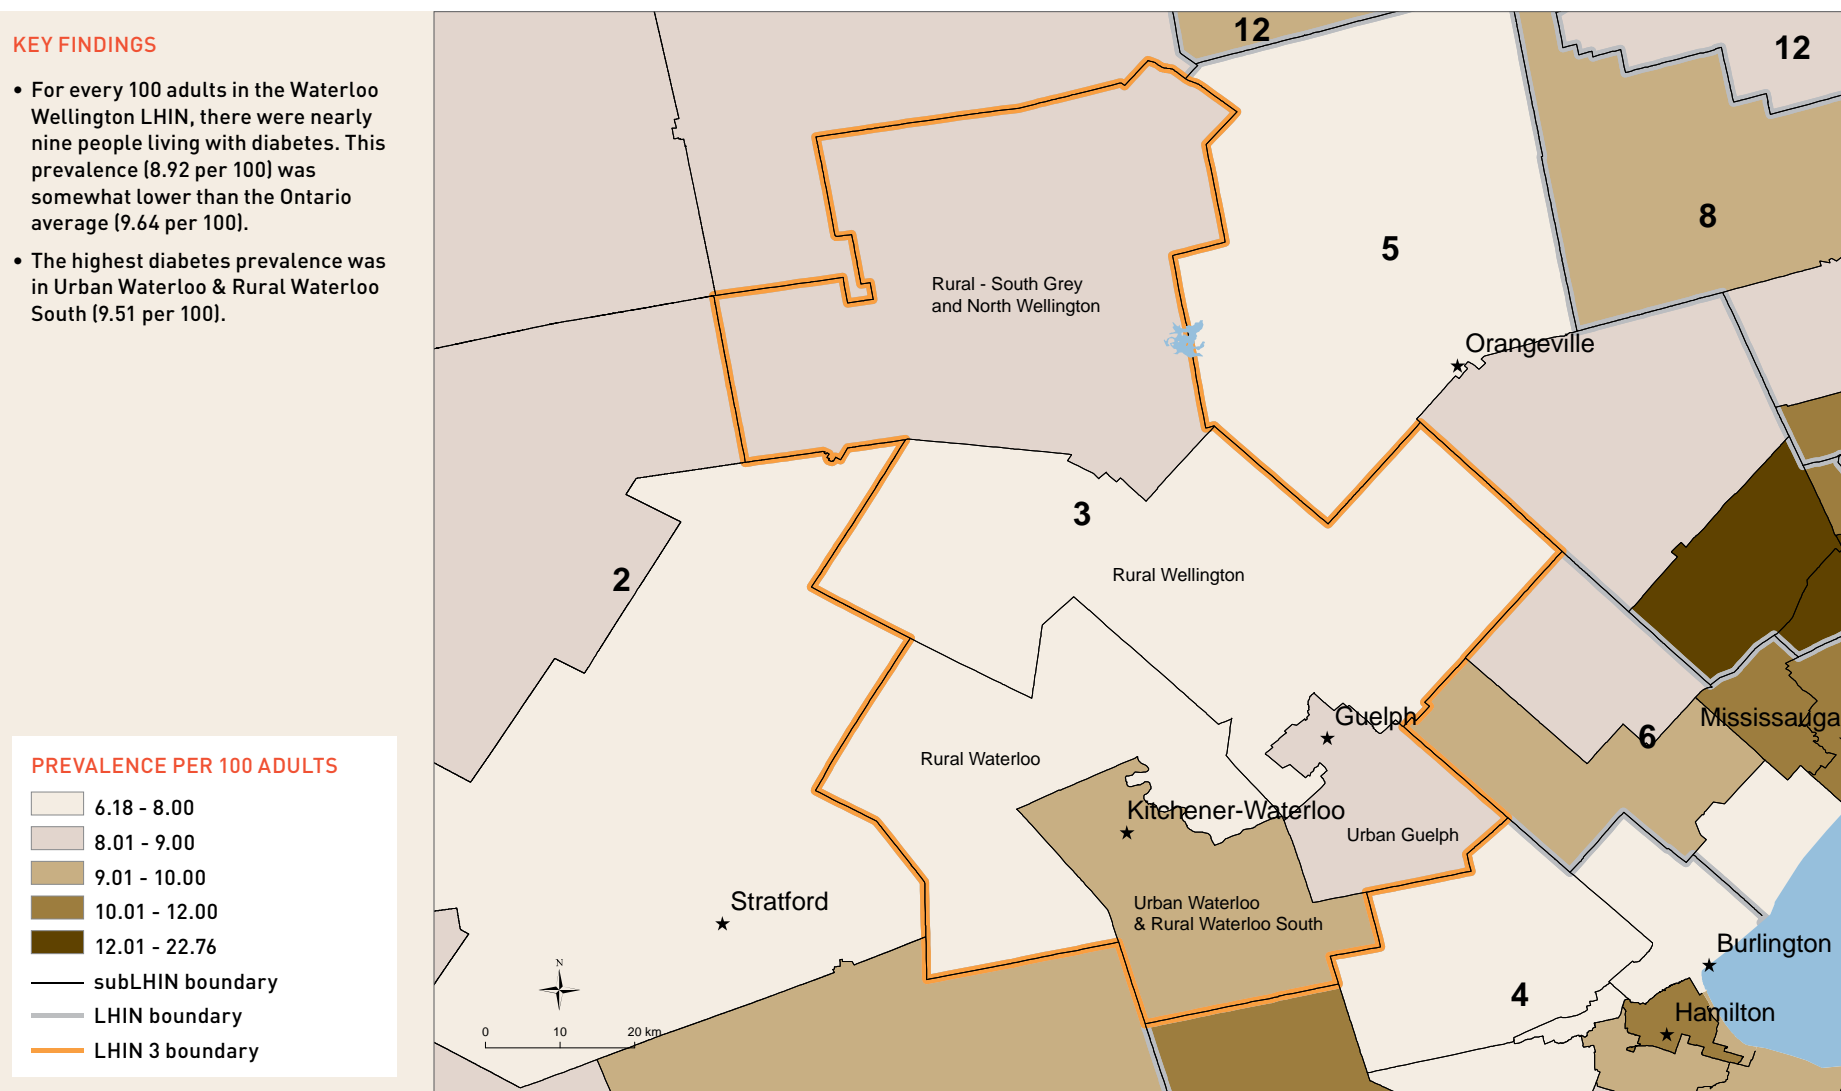 KEY FINDINGS
• For every 100 adults in the Waterloo
Wellington LHIN, there were nearly
nine people living with diabetes. This
prevalence (8.92 per 100) was
somewhat lower than the Ontario
average (9.64 per 100).
• The highest diabetes prevalence was
in Urban Waterloo & Rural Waterloo
South (9.51 per 100).
PREVALENCE PER 100 ADULTS
6.18 - 8.00
8.01 - 9.00
9.01 - 10.00
10.01 - 12.00
12.01 - 22.76
subLHIN boundary
LHIN boundary
LHIN 3 boundary
12
12
8
5
Rural - South Grey
and North Wellington
Orangeville
3
2
Rural Wellington
Guelph
Mississauga
6
Rural Waterloo
Kitchener-Waterloo
Urban Guelph
Stratford
Urban Waterloo
& Rural Waterloo South
Burlington
4
Hamilton
N
0 10 20 km